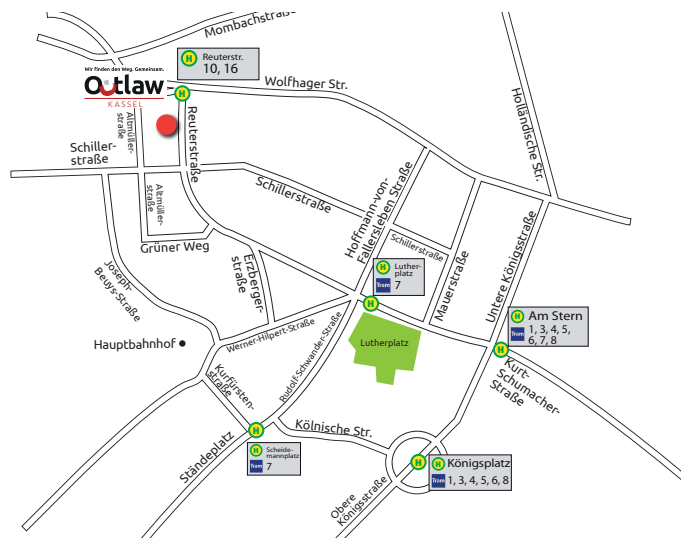 Mombachstraße
Wir finden den Weg. Gemeinsam.
Outlaw
KASSEL
H Reuterstr.
10, 16
H
Wolfhager Str.
Holländische Str.
Altmüller-
straße
Reuterstraße
Schiller-
straße
Schillerstraße
Altmüller-
straße
Hoffmann-von-
Fallersleben Straße
Grüner Weg
Schillerstraße
Erzberger-
straße
Mauerstraße
Untere Königsstraße
Joseph-
Beuys-Straße
H Luther-
platz
Tram 7
H
H Am Stern
Tram 1, 3, 4, 5,
6, 7, 8
H
Werner-Hilpert-Straße
Hauptbahnhof
Lutherplatz
Rudolf-Schwander-Straße
Kurt-
Schumacher-
Straße
Kurfürsten-
straße
H
Kölnische Str.
Ständeplatz
H Scheide-
mannplatz
Tram 7
H
H Königsplatz
Tram 1, 3, 4, 5, 6, 8
Obere
Königsstraße